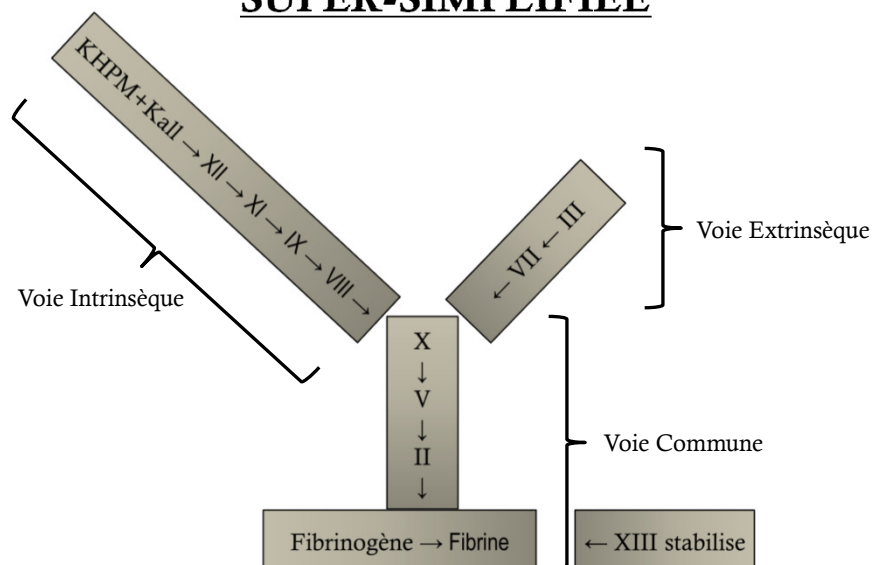 SUPER-SIMPLIFIÉE
KHPM+Kall → XII → XI → IX → VIII →
← VII ← III
Voie Extrinsèque
Voie Intrinsèque
X
↓
V
↓
II
↓
Voie Commune
Fibrinogène → Fibrine
← XIII stabilise